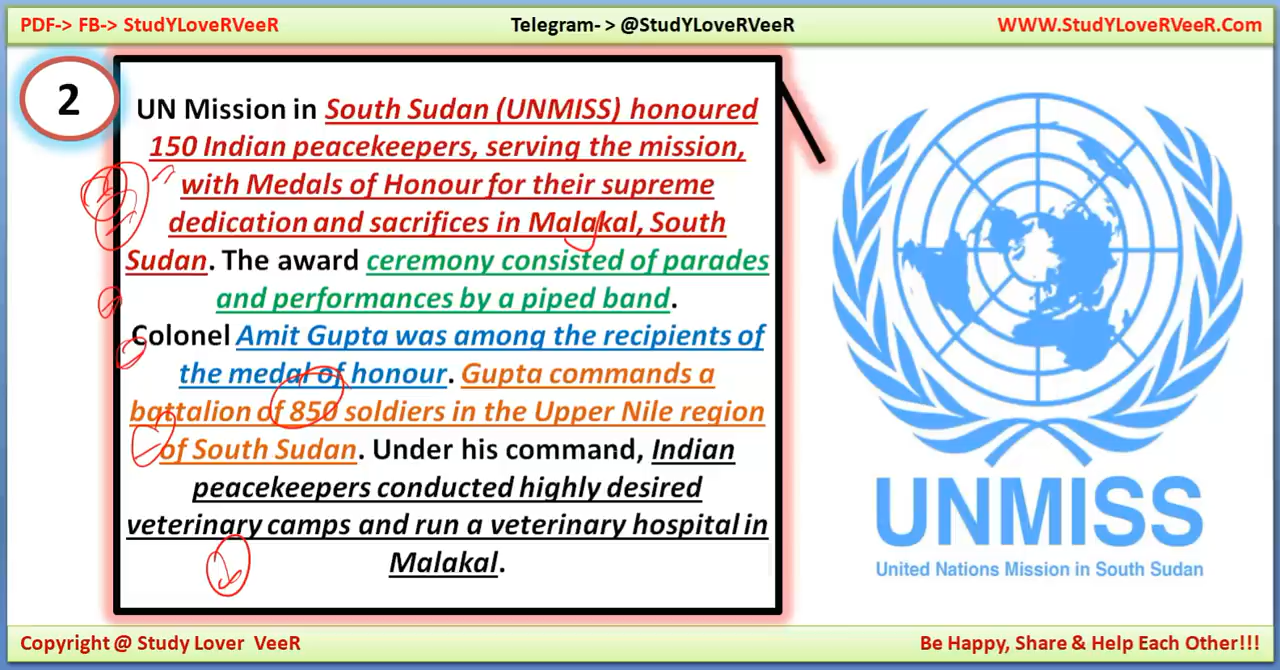 PDF-> FB-> StudYLoveRVeeR
Telegram- > @StudYLoveRVeeR
WWW.StudYLoveRVeeR.Com
2
UN Mission in South Sudan (UNMISS) honoured
150 Indian peacekeepers, serving the mission,
with Medals of Honour for their supreme
dedication and sacrifices in Malakal, South
Sudan. The award ceremony consisted of parades
and performances by a piped band.
Colonel Amit Gupta was among the recipients of
the medal of honour. Gupta commands a
battalion of 850 soldiers in the Upper Nile region
of South Sudan. Under his command, Indian
peacekeepers conducted highly desired
veterinary camps and run a veterinary hospital in
Malakal.
UNMISS
United Nations Mission in South Sudan
Copyright @ Study Lover VeeR
Be Happy, Share & Help Each Other!!!